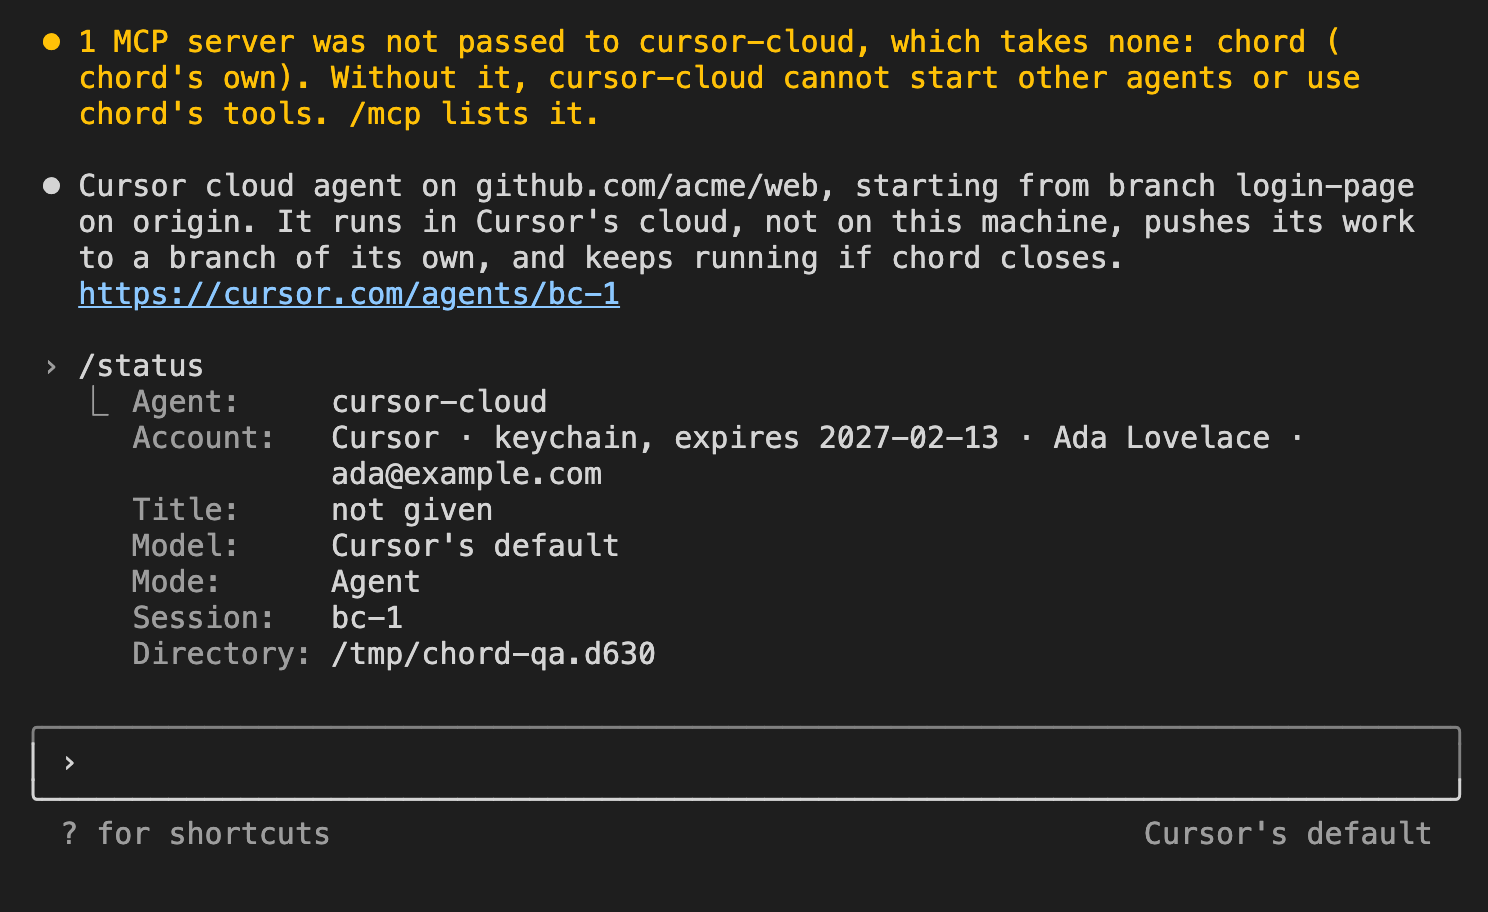 ● 1 MCP server was not passed to cursor-cloud, which takes none: chord (
chord's own). Without it, cursor-cloud cannot start other agents or use
chord's tools. /mcp lists it.
● Cursor cloud agent on github.com/acme/web, starting from branch login-page
on origin. It runs in Cursor's cloud, not on this machine, pushes its work
to a branch of its own, and keeps running if chord closes.
https://cursor.com/agents/bc-1
› /status
Agent: cursor-cloud
Account: Cursor · keychain, expires 2027-02-13 · Ada Lovelace ·
ada@example.com
Title: not given
Model: Cursor's default
Mode: Agent
Session: bc-1
Directory: /tmp/chord-qa.d630
›
? for shortcuts Cursor's default